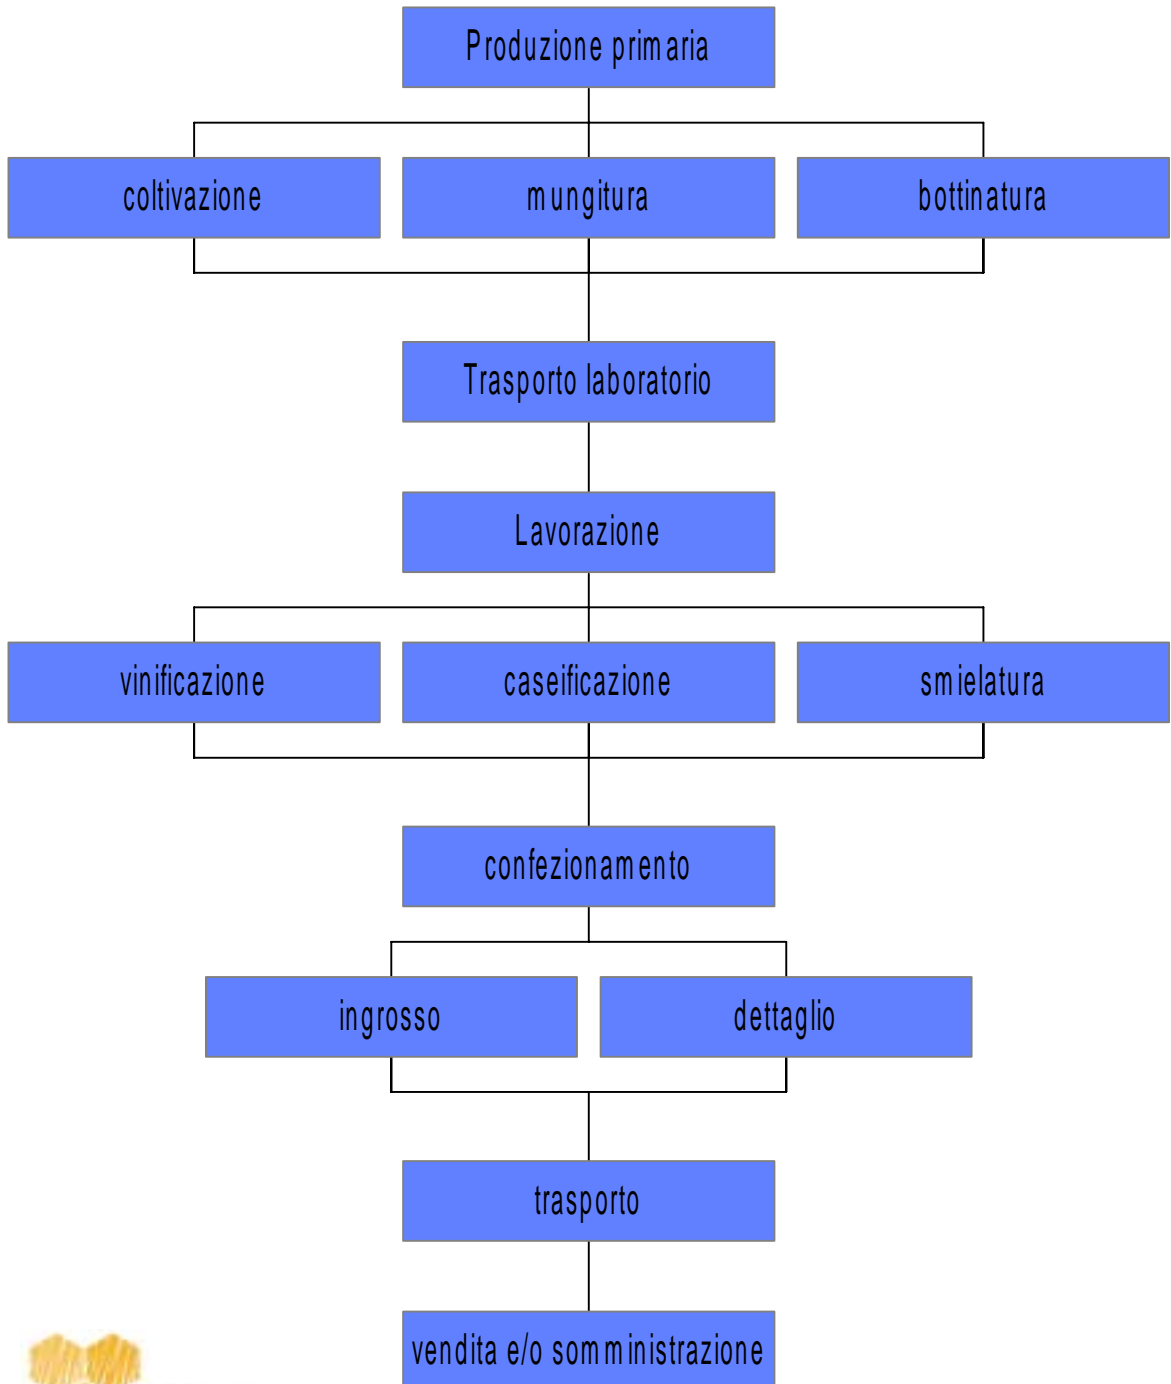 Produzione primaria
coltivazione
mungitura
bottinatura
Trasporto laboratorio
Lavorazione
vinificazione
caseificazione
smielatura
confezionamento
ingrosso
dettaglio
trasporto
vendita e/o somministrazione